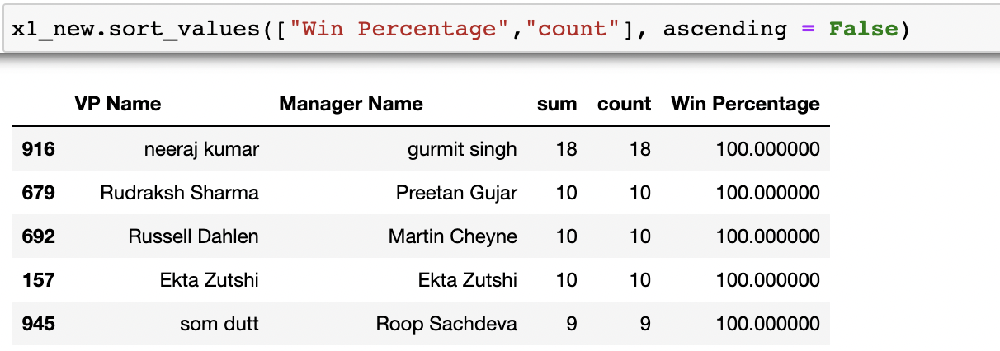 x1_new.sort_values(["Win Percentage","count"], ascending = False)
VP Name Manager Name sum count Win Percentage
916 neeraj kumar gurmit singh 18 18 100.000000
679 Rudraksh Sharma Preetan Gujar 10 10 100.000000
692 Russell Dahlen Martin Cheyne 10 10 100.000000
157 Ekta Zutshi Ekta Zutshi 10 10 100.000000
945 som dutt Roop Sachdeva 9 9 100.000000